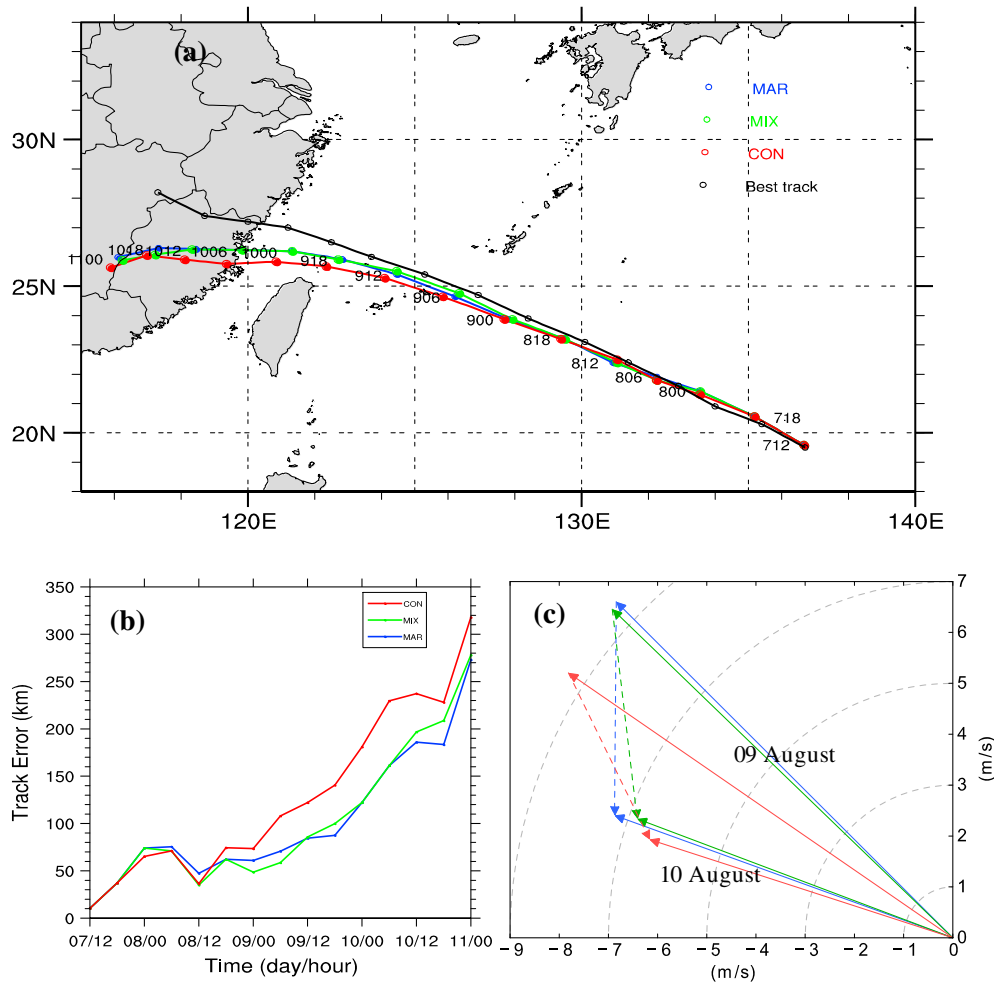 (a)
MAR
MIX
CON
Best track
30N
25N
20N
00
1018
1012
1006
1000
918
912
906
900
818
812
806
800
718
712
120E
130E
140E
(b)
CON
MIX
MAR
350
300
250
200
150
100
50
0
Track Error (km)
07/12 08/00 08/12 09/00 09/12 10/00 10/12 11/00
Time (day/hour)
(c)
09 August
10 August
7
6
5
4
3
2
1
0
(m/s)
−9 −8 −7 −6 −5 −4 −3 −2 −1 0
(m/s)